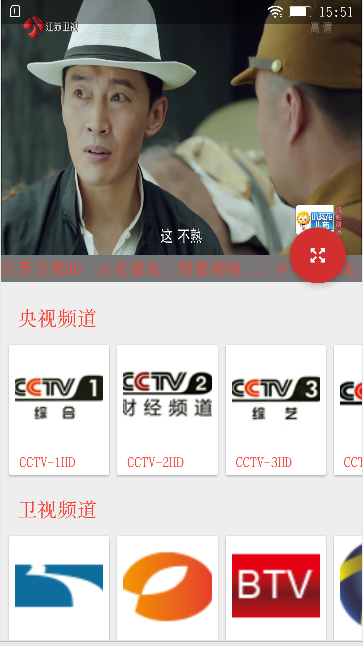 15:51
江苏卫视
高清
这 不熟
央视频道
CCTV 1
综合
CCTV-1HD
CCTV 2
财经频道
CCTV-2HD
CCTV 3
综艺
CCTV-3HD
CC
CCT
卫视频道
BTV